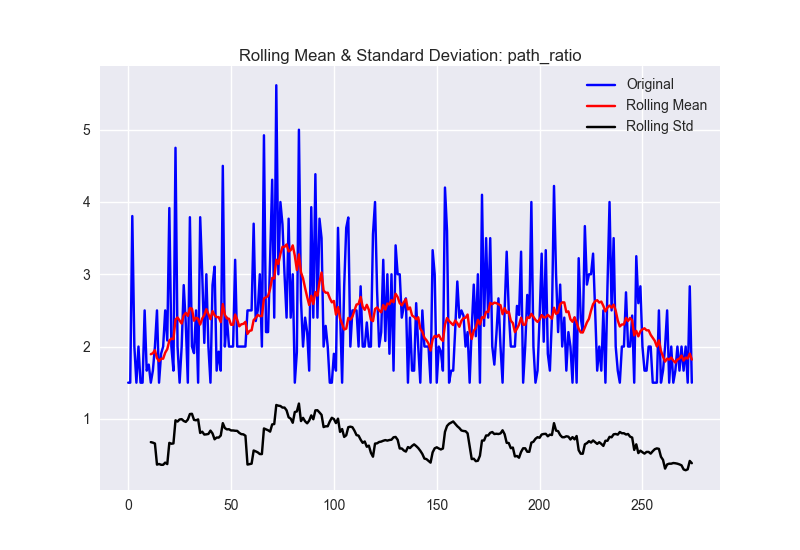 Rolling Mean & Standard Deviation: path_ratio
Original
Rolling Mean
Rolling Std
5
4
3
2
1
0 50 100 150 200 250